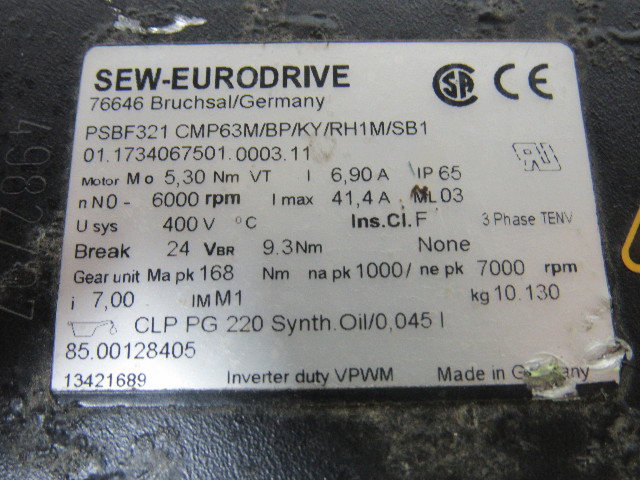 SEW-EURODRIVE
76646 Bruchsal/Germany
CSA CE
PSBF321 CMP63M/BP/KY/RH1M/SB1
01.1734067501.0003.11
Motor Mo 5,30 Nm VT I 6,90 A IP 65
n N0- 6000 rpm I max 41,4 A ML 03
U sys 400 V °C Ins.Cl. F 3 Phase TENV
Break 24 VBR 9.3Nm None
Gear unit Ma pk 168 Nm na pk 1000/ ne pk 7000 rpm
i 7,00 IM M1 kg 10.130
CLP PG 220 Synth.Oil/0,045 l
85.00128405
13421689 Inverter duty VPWM Made in